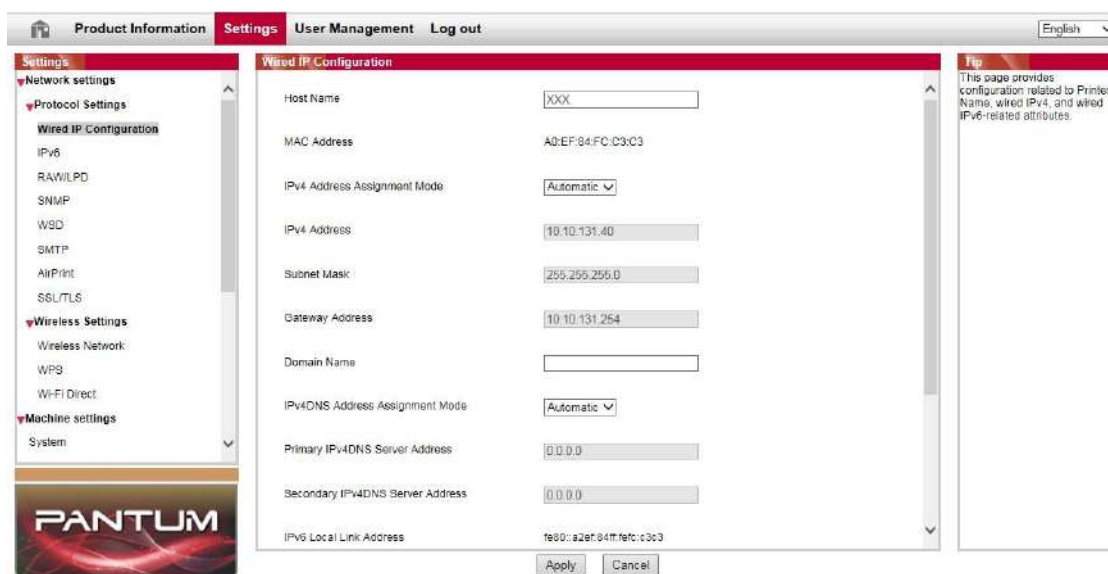 Product Information Settings User Management Log out English
Settings
Network settings
Protocol Settings
Wired IP Configuration
IPv6
RAW/LPD
SNMP
WSD
SMTP
AirPrint
SSL/TLS
Wireless Settings
Wireless Network
WPS
Wi-Fi Direct
Machine settings
System
PANTUM
Wired IP Configuration
Host Name XXX
MAC Address A0:EF:84:FC:C3:C3
IPv4 Address Assignment Mode Automatic
IPv4 Address 10.10.131.40
Subnet Mask 255.255.255.0
Gateway Address 10.10.131.254
Domain Name
IPv4DNS Address Assignment Mode Automatic
Primary IPv4DNS Server Address 0.0.0.0
Secondary IPv4DNS Server Address 0.0.0.0
IPv6 Local Link Address fe80::a2ef:84ff:fefc:c3c3
Apply Cancel
Tip
This page provides
configuration related to Printer
Name, wired IPv4, and wired
IPv6-related attributes.